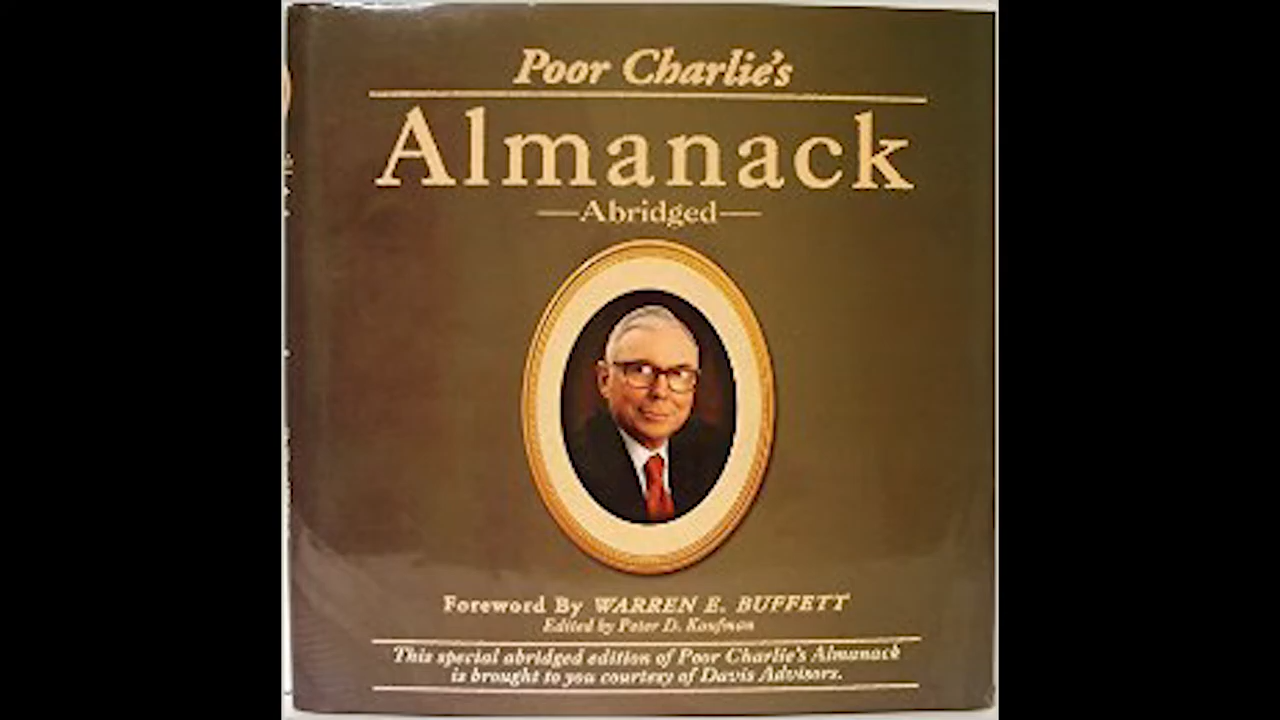 Poor Charlie's
Almanack
—Abridged—
Foreword By WARREN E. BUFFETT
Edited by Peter D. Kaufman
This special abridged edition of Poor Charlie's Almanack
is brought to you courtesy of Davis Advisors.